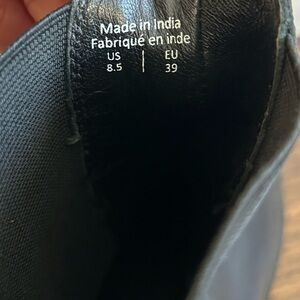 Made in India
Fabriqué en inde
US | EU
8.5 | 39